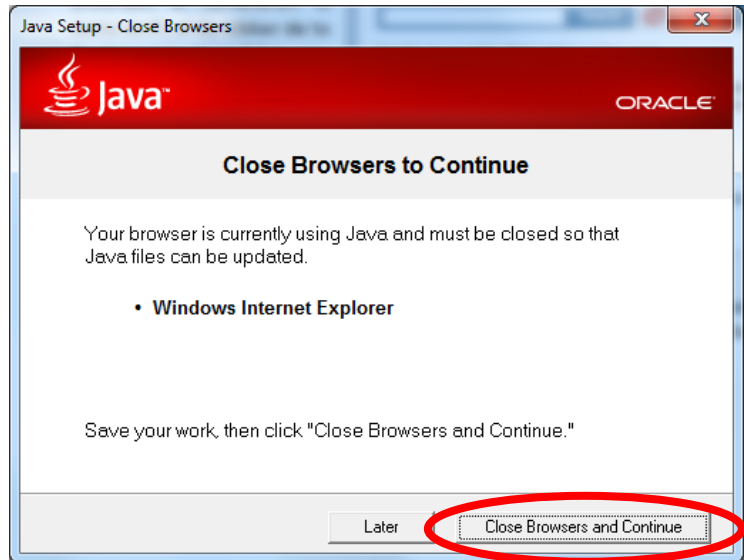 Java Setup - Close Browsers
Java™
ORACLE
Close Browsers to Continue
Your browser is currently using Java and must be closed so that
Java files can be updated.
• Windows Internet Explorer
Save your work, then click "Close Browsers and Continue."
Later
Close Browsers and Continue